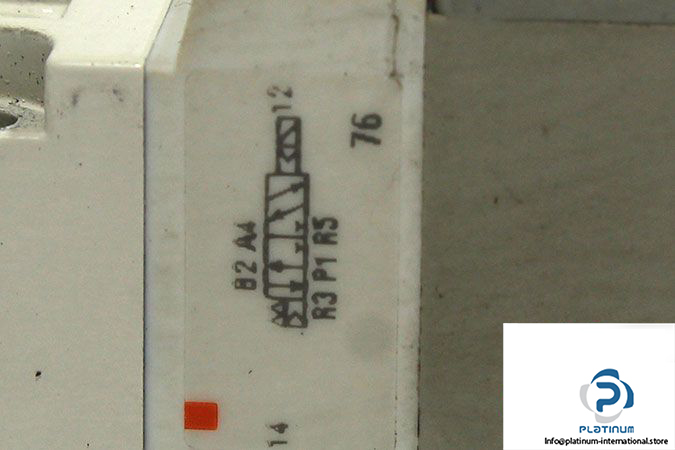 12
76
B2 A4
R3 P1 R5
14
PLATINUM
Info@platinum-international.store